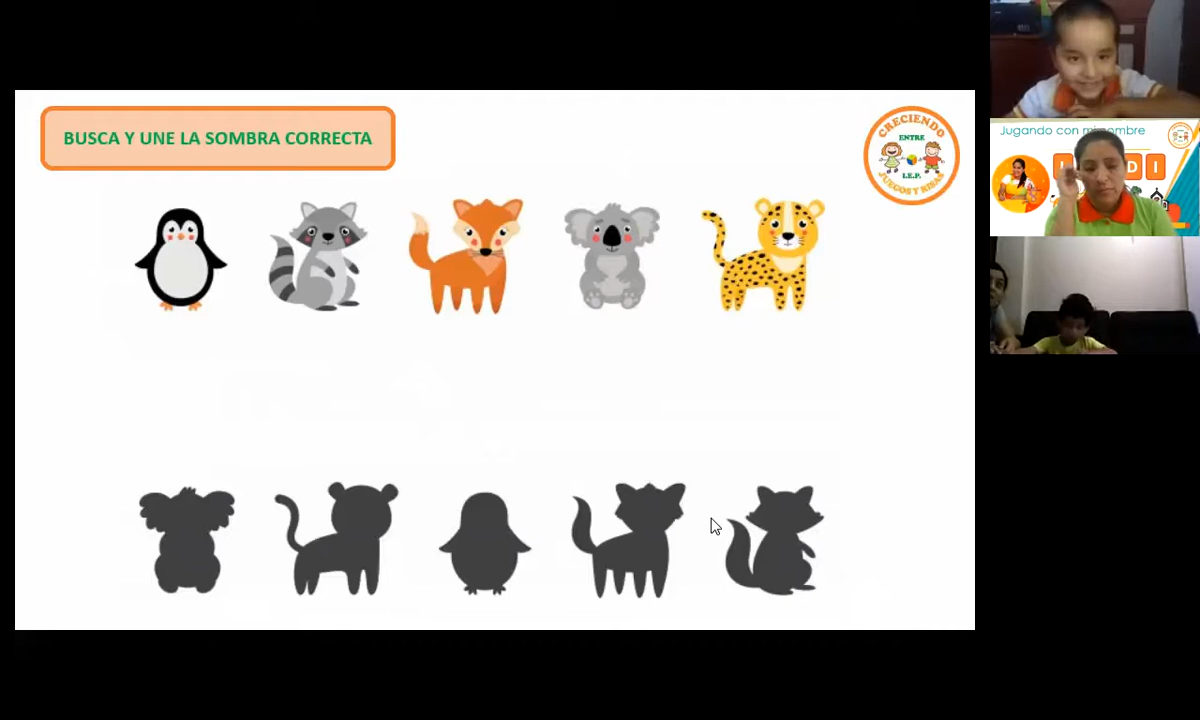 BUSCA Y UNE LA SOMBRA CORRECTA
CRECIENDO
ENTRE
I.E.P.
JUEGOS Y RISAS
Jugando con mi nombre
D I